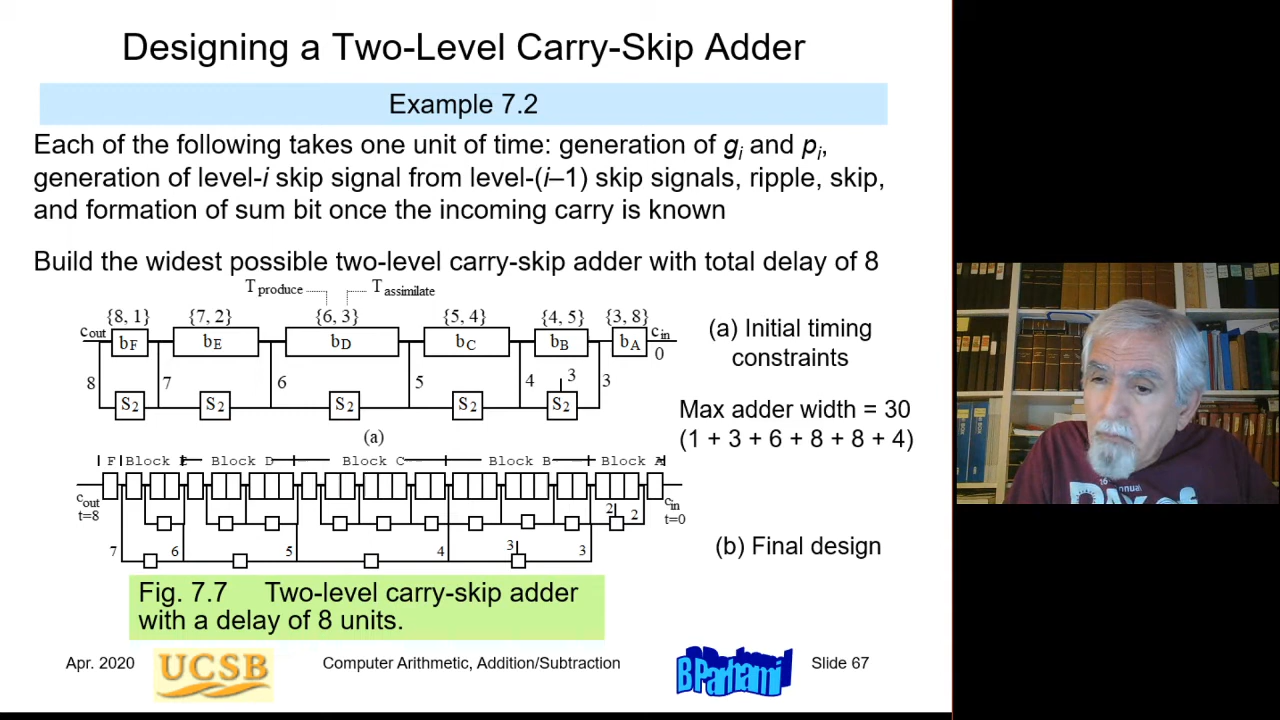 Designing a Two-Level Carry-Skip Adder
Example 7.2
Each of the following takes one unit of time: generation of gi and pi,
generation of level-i skip signal from level-(i–1) skip signals, ripple, skip,
and formation of sum bit once the incoming carry is known
Build the widest possible two-level carry-skip adder with total delay of 8
T produce T assimilate
{8, 1} {7, 2} {6, 3} {5, 4} {4, 5} {3, 8}
cout bF bE bD bC bB bA cin
0
8 7 6 5 4 3 3
S2 S2 S2 S2 S2
(a)
(a) Initial timing
constraints
Max adder width = 30
(1 + 3 + 6 + 8 + 8 + 4)
F Block E Block D Block C Block B Block A
cout
t=8
cin
t=0
2 2
7 6 5 4 3 3
(b) Final design
Fig. 7.7 Two-level carry-skip adder
with a delay of 8 units.
Apr. 2020 UCSB Computer Arithmetic, Addition/Subtraction B Parhami Slide 67
DAY of